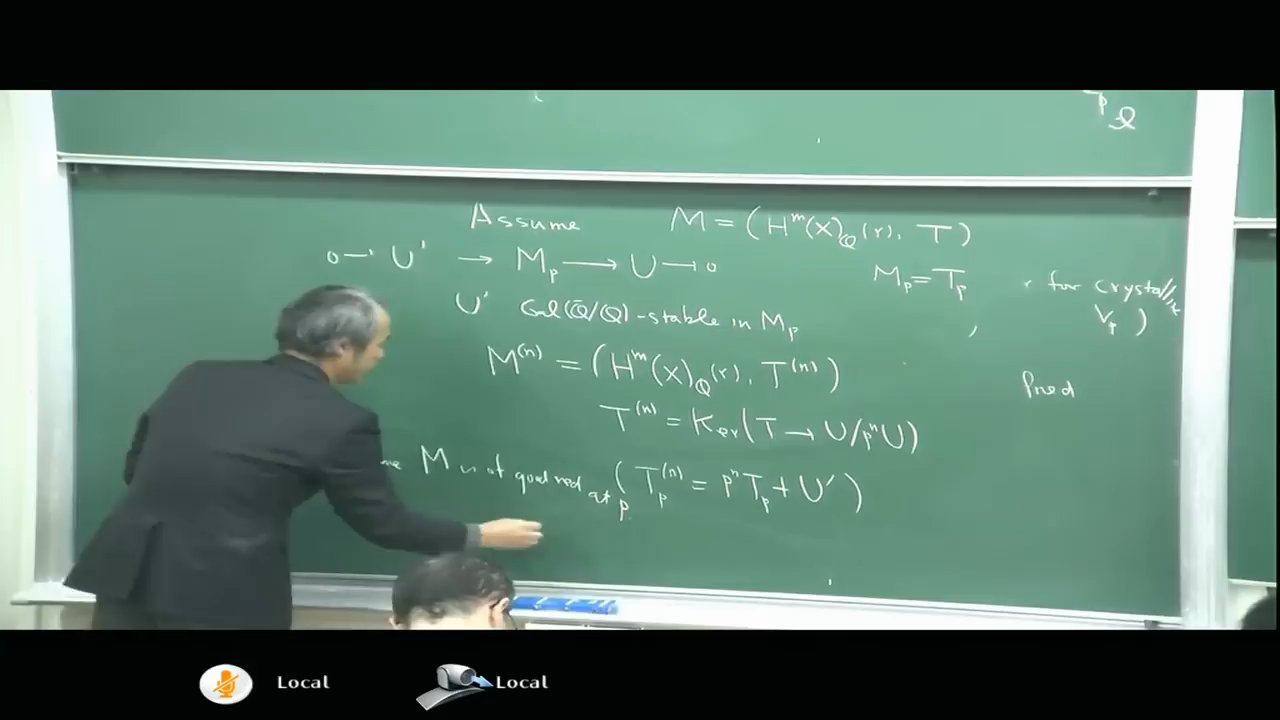 p l
Assume M = (H^m(X)_Q(r), T)
0 → U' → M_p → U → 0
M_p = T_p
for crystalline
V_p )
U' Gal(Q̄/Q)-stable in M_p ,
M^(n) = (H^m(X)_Q(r), T^(n))
T^(n) = Ker(T → U/p^n U)
M is of good red at p ( T_p^(n) = p^n T_p + U' )
Local
Local